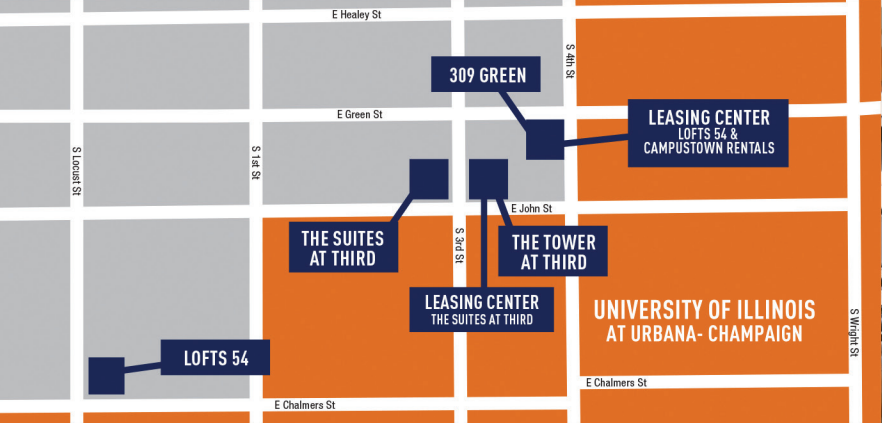 E Healey St
S 4th St
309 GREEN
E Green St
LEASING CENTER
LOFTS 54 &
CAMPUSTOWN RENTALS
S Locust St
S 1st St
E John St
THE SUITES
AT THIRD
S 3rd St
THE TOWER
AT THIRD
LEASING CENTER
THE SUITES AT THIRD
UNIVERSITY OF ILLINOIS
AT URBANA- CHAMPAIGN
S Wright St
LOFTS 54
E Chalmers St
E Chalmers St